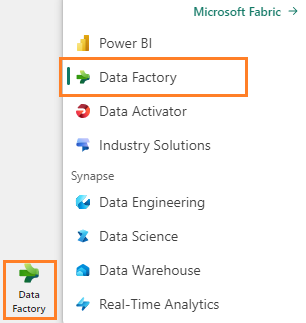 Microsoft Fabric →
Power BI
Data Factory
Data Activator
Industry Solutions
Synapse
Data Engineering
Data Science
Data Warehouse
Real-Time Analytics
Data
Factory